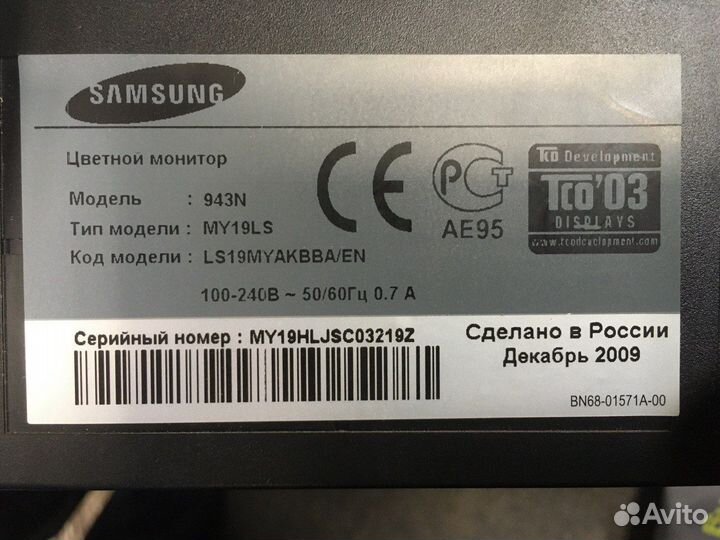 SAMSUNG
Цветной монитор
Модель : 943N
Тип модели : MY19LS
Код модели : LS19MYAKBBA/EN
100-240В ~ 50/60Гц 0.7 A
CE
РСТ
AE95
TCO Development
TCO'03
DISPLAYS
www.tcodevelopment.com
Серийный номер : MY19HLJSC03219Z
Сделано в России
Декабрь 2009
BN68-01571A-00
Avito